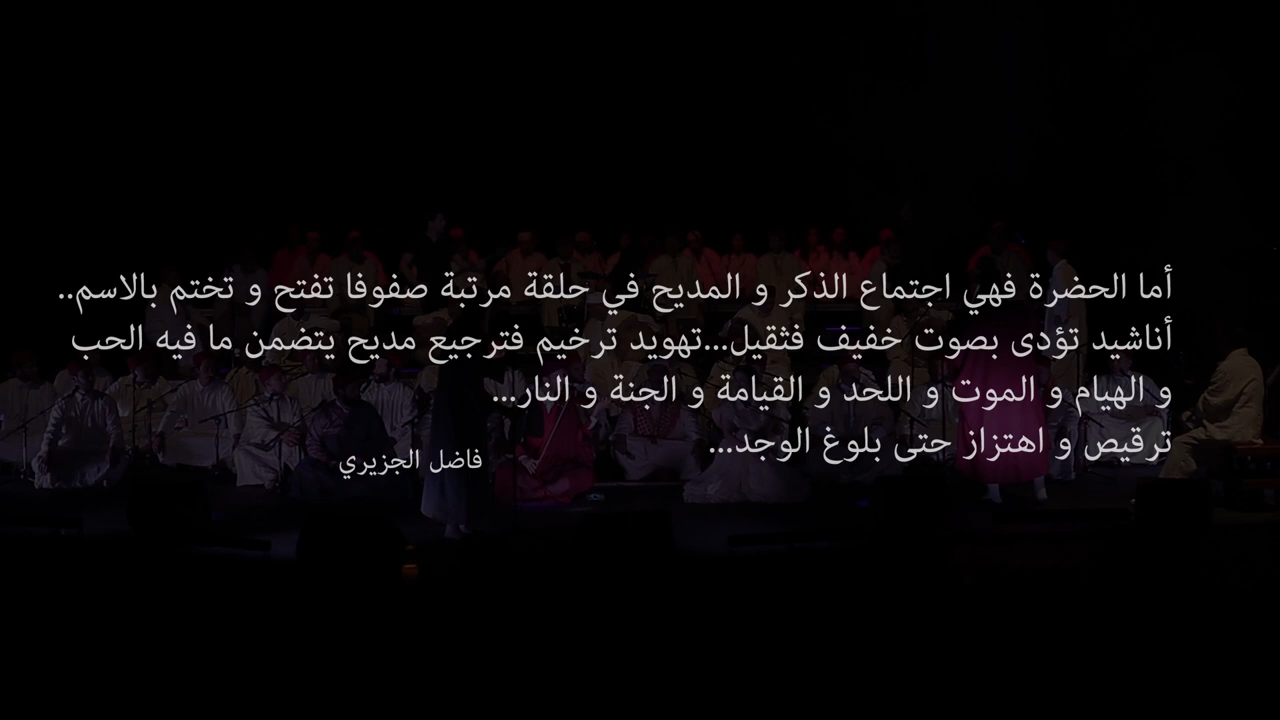 أما الحضرة فهي اجتماع الذكر و المديح في حلقة مرتبة صفوفا تفتح و تختم بالاسم..
أناشيد تؤدى بصوت خفيف فثقيل...تهويد ترخيم فترجيع مديح يتضمن ما فيه الحب
و الهيام و الموت و اللحد و القيامة و الجنة و النار...
ترقيص و اهتزاز حتى بلوغ الوجد...
فاضل الجزيري